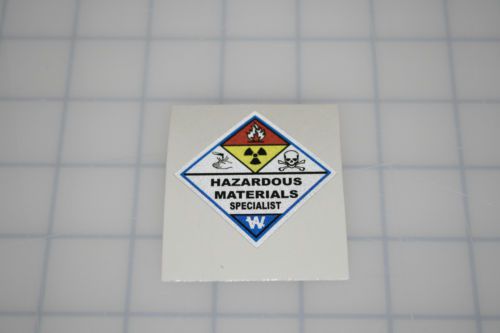 HAZARDOUS
MATERIALS
SPECIALIST
W